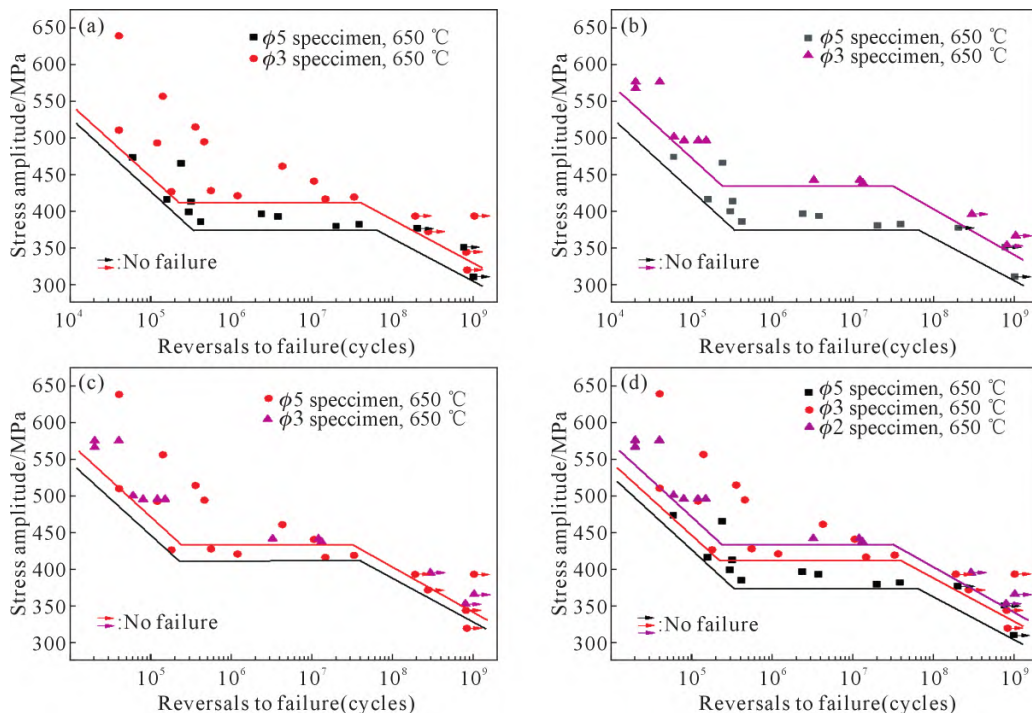 (a)
ϕ5 speccimen, 650 ℃
ϕ3 speccimen, 650 ℃
Stress amplitude/MPa
650
600
550
500
450
400
350
300
:No failure
10⁴ 10⁵ 10⁶ 10⁷ 10⁸ 10⁹
Reversals to failure(cycles)
(b)
ϕ5 speccimen, 650 ℃
ϕ3 speccimen, 650 ℃
Stress amplitude/MPa
650
600
550
500
450
400
350
300
:No failure
10⁴ 10⁵ 10⁶ 10⁷ 10⁸ 10⁹
Reversals to failure(cycles)
(c)
ϕ5 speccimen, 650 ℃
ϕ3 speccimen, 650 ℃
Stress amplitude/MPa
650
600
550
500
450
400
350
300
:No failure
10⁵ 10⁶ 10⁷ 10⁸ 10⁹
Reversals to failure(cycles)
(d)
ϕ5 speccimen, 650 ℃
ϕ3 speccimen, 650 ℃
ϕ2 speccimen, 650 ℃
Stress amplitude/MPa
650
600
550
500
450
400
350
300
:No failure
10⁵ 10⁶ 10⁷ 10⁸ 10⁹
Reversals to failure(cycles)